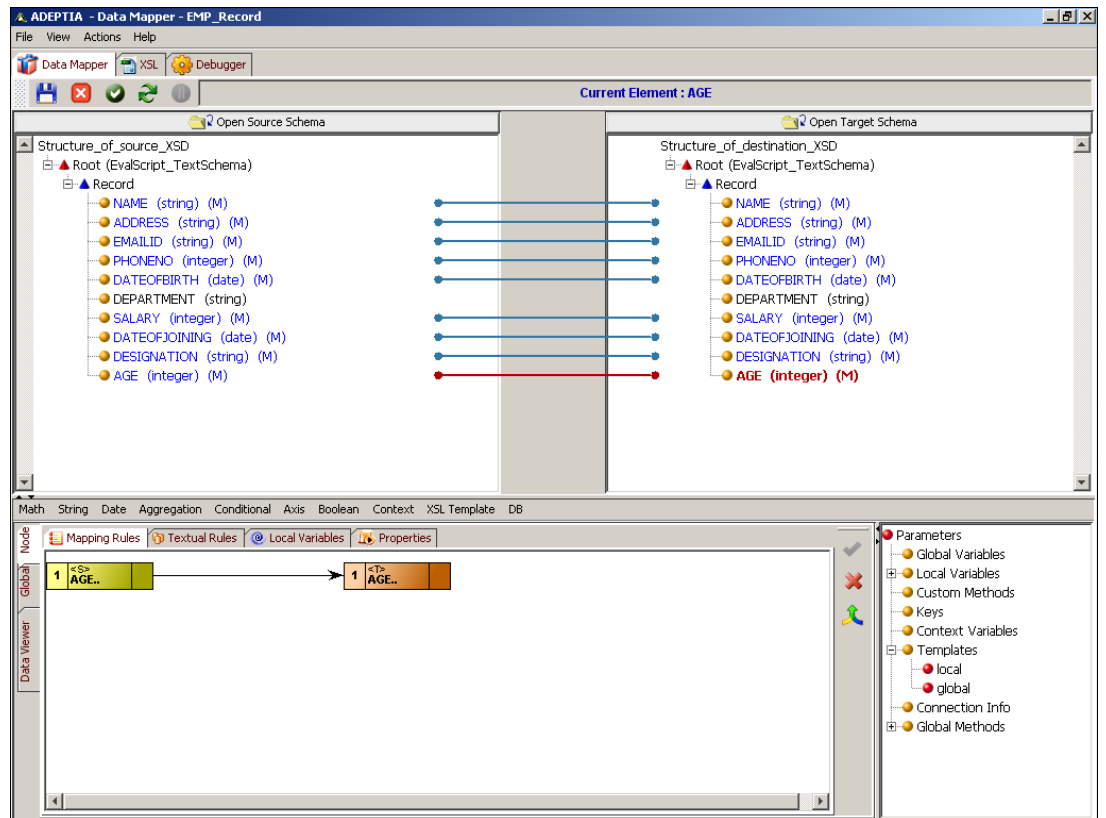 ADEPTIA - Data Mapper - EMP_Record
File View Actions Help
Data Mapper XSL Debugger
Current Element : AGE
Open Source Schema Open Target Schema
Structure_of_source_XSD
Root (EvalScript_TextSchema)
Record
NAME (string) (M)
ADDRESS (string) (M)
EMAILID (string) (M)
PHONENO (integer) (M)
DATEOFBIRTH (date) (M)
DEPARTMENT (string)
SALARY (integer) (M)
DATEOFJOINING (date) (M)
DESIGNATION (string) (M)
AGE (integer) (M)
Structure_of_destination_XSD
Root (EvalScript_TextSchema)
Record
NAME (string) (M)
ADDRESS (string) (M)
EMAILID (string) (M)
PHONENO (integer) (M)
DATEOFBIRTH (date) (M)
DEPARTMENT (string)
SALARY (integer) (M)
DATEOFJOINING (date) (M)
DESIGNATION (string) (M)
AGE (integer) (M)
Math String Date Aggregation Conditional Axis Boolean Context XSL Template DB
Node
Global
Data Viewer
Mapping Rules Textual Rules Local Variables Properties
1 <S> AGE..
1 <T> AGE..
Parameters
Global Variables
Local Variables
Custom Methods
Keys
Context Variables
Templates
local
global
Connection Info
Global Methods